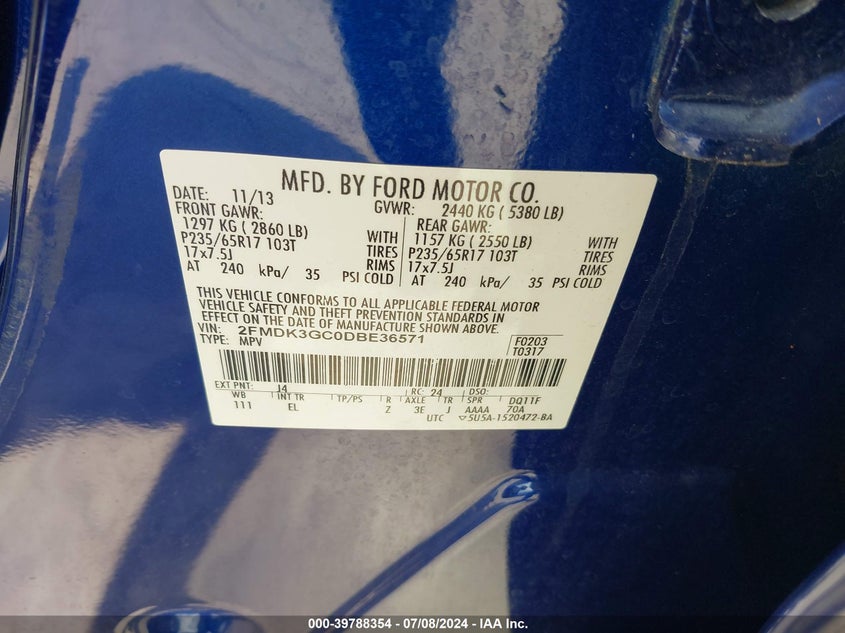 MFD. BY FORD MOTOR CO.
DATE: 11/13 GVWR: 2440 KG ( 5380 LB)
FRONT GAWR: REAR GAWR:
1297 KG ( 2860 LB) WITH 1157 KG ( 2550 LB) WITH
P235/65R17 103T TIRES P235/65R17 103T TIRES
17x7.5J RIMS 17x7.5J RIMS
AT 240 kPa/ 35 PSI COLD AT 240 kPa/ 35 PSI COLD
THIS VEHICLE CONFORMS TO ALL APPLICABLE FEDERAL MOTOR
VEHICLE SAFETY AND THEFT PREVENTION STANDARDS IN
EFFECT ON THE DATE OF MANUFACTURE SHOWN ABOVE.
VIN: 2FMDK3GC0DBE36571 F0203
TYPE: MPV T0317
EXT PNT: J4 RC: 24 DSO:
WB INT TR TP/PS R AXLE TR SPR DQ11F
111 EL Z 3E J AAAA 70A
UTC 5U5A-1520472-BA
000-39788354 / 07/08/2024 - IAA Inc.